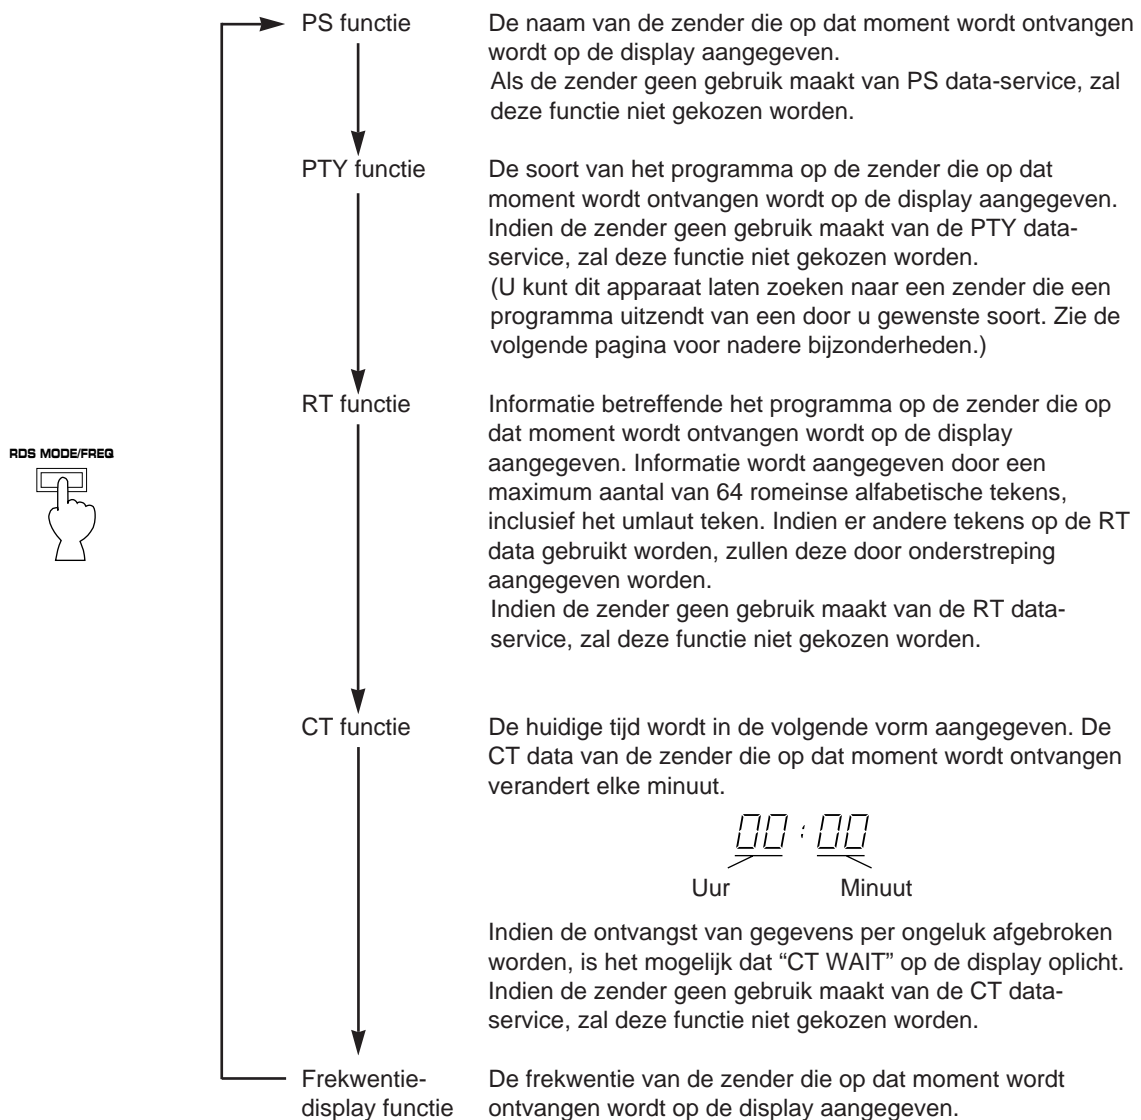 PS functie
De naam van de zender die op dat moment wordt ontvangen
wordt op de display aangegeven.
Als de zender geen gebruik maakt van PS data-service, zal
deze functie niet gekozen worden.
PTY functie
De soort van het programma op de zender die op dat
moment wordt ontvangen wordt op de display aangegeven.
Indien de zender geen gebruik maakt van de PTY data-
service, zal deze functie niet gekozen worden.
(U kunt dit apparaat laten zoeken naar een zender die een
programma uitzendt van een door u gewenste soort. Zie de
volgende pagina voor nadere bijzonderheden.)
RT functie
Informatie betreffende het programma op de zender die op
dat moment wordt ontvangen wordt op de display
aangegeven. Informatie wordt aangegeven door een
maximum aantal van 64 romeinse alfabetische tekens,
inclusief het umlaut teken. Indien er andere tekens op de RT
data gebruikt worden, zullen deze door onderstreping
aangegeven worden.
Indien de zender geen gebruik maakt van de RT data-
service, zal deze functie niet gekozen worden.
RDS MODE/FREQ
CT functie
De huidige tijd wordt in de volgende vorm aangegeven. De
CT data van de zender die op dat moment wordt ontvangen
verandert elke minuut.
00:00
Uur Minuut
Indien de ontvangst van gegevens per ongeluk afgebroken
worden, is het mogelijk dat “CT WAIT” op de display oplicht.
Indien de zender geen gebruik maakt van de CT data-
service, zal deze functie niet gekozen worden.
Frekwentie-
display functie
De frekwentie van de zender die op dat moment wordt
ontvangen wordt op de display aangegeven.